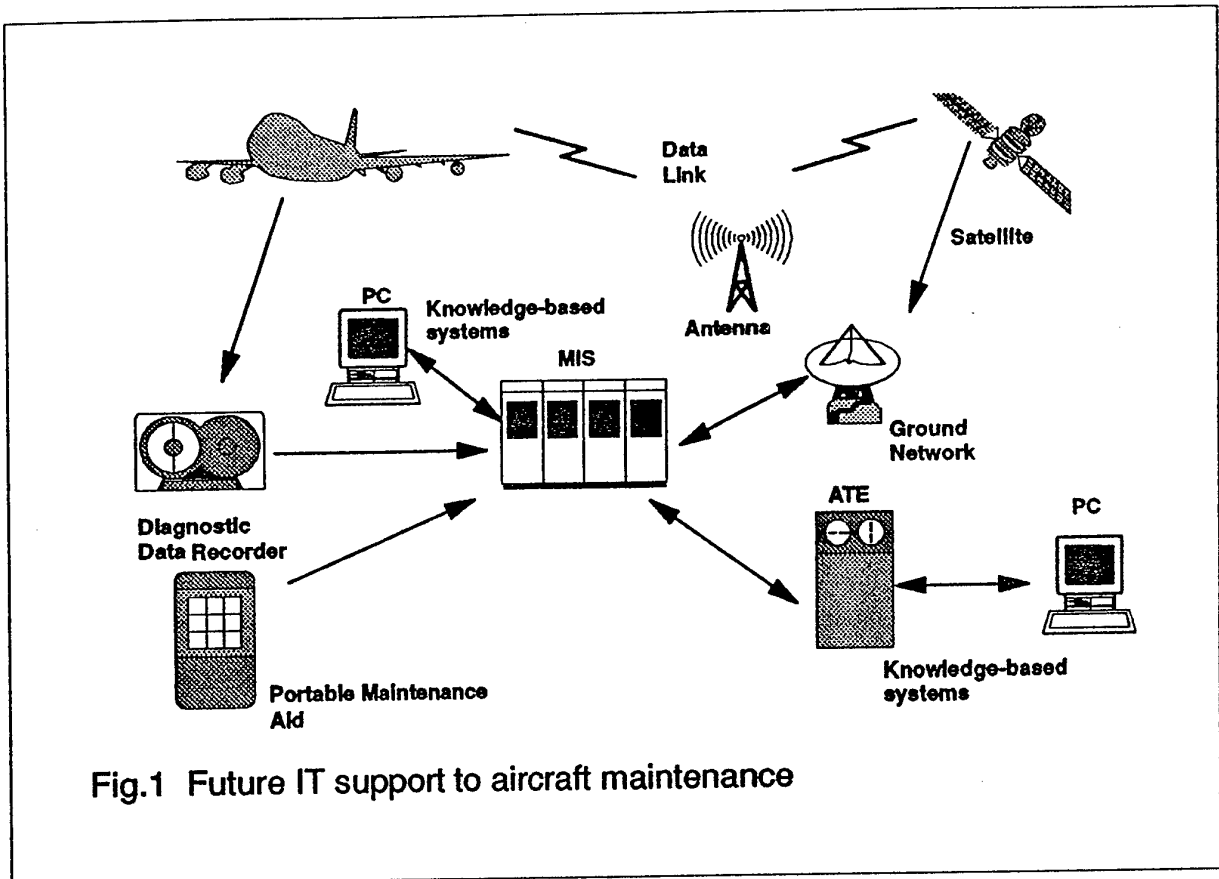 Data
Link
Satellite
PC
Knowledge-based
systems
Antenna
MIS
Ground
Network
Diagnostic
Data Recorder
ATE
PC
Portable Maintenance
Aid
Knowledge-based
systems
Fig.1 Future IT support to aircraft maintenance